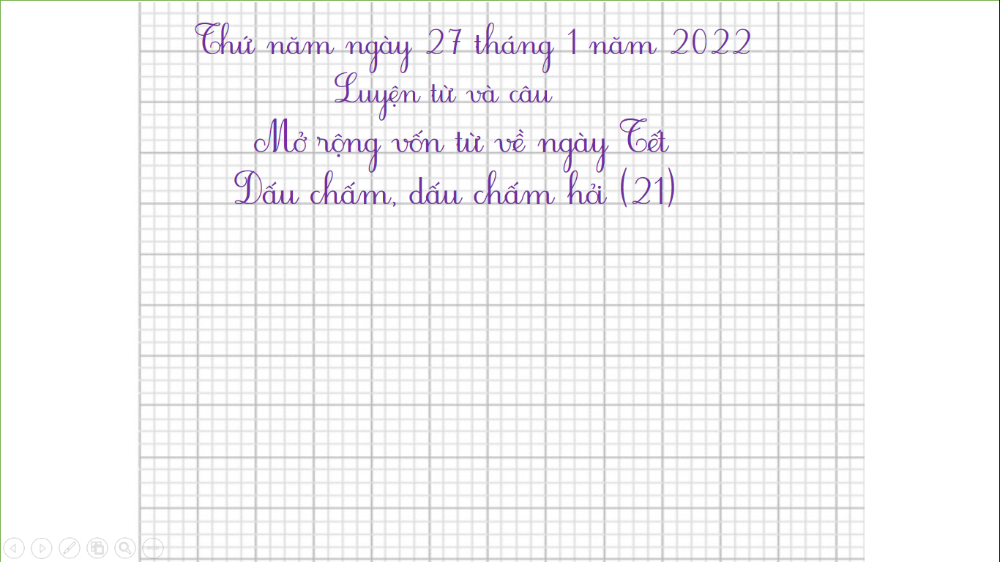 Thứ năm ngày 27 tháng 1 năm 2022
Luyện từ và câu
Mở rộng vốn từ về ngày Tết
Dấu chấm, dấu chấm hỏi (21)